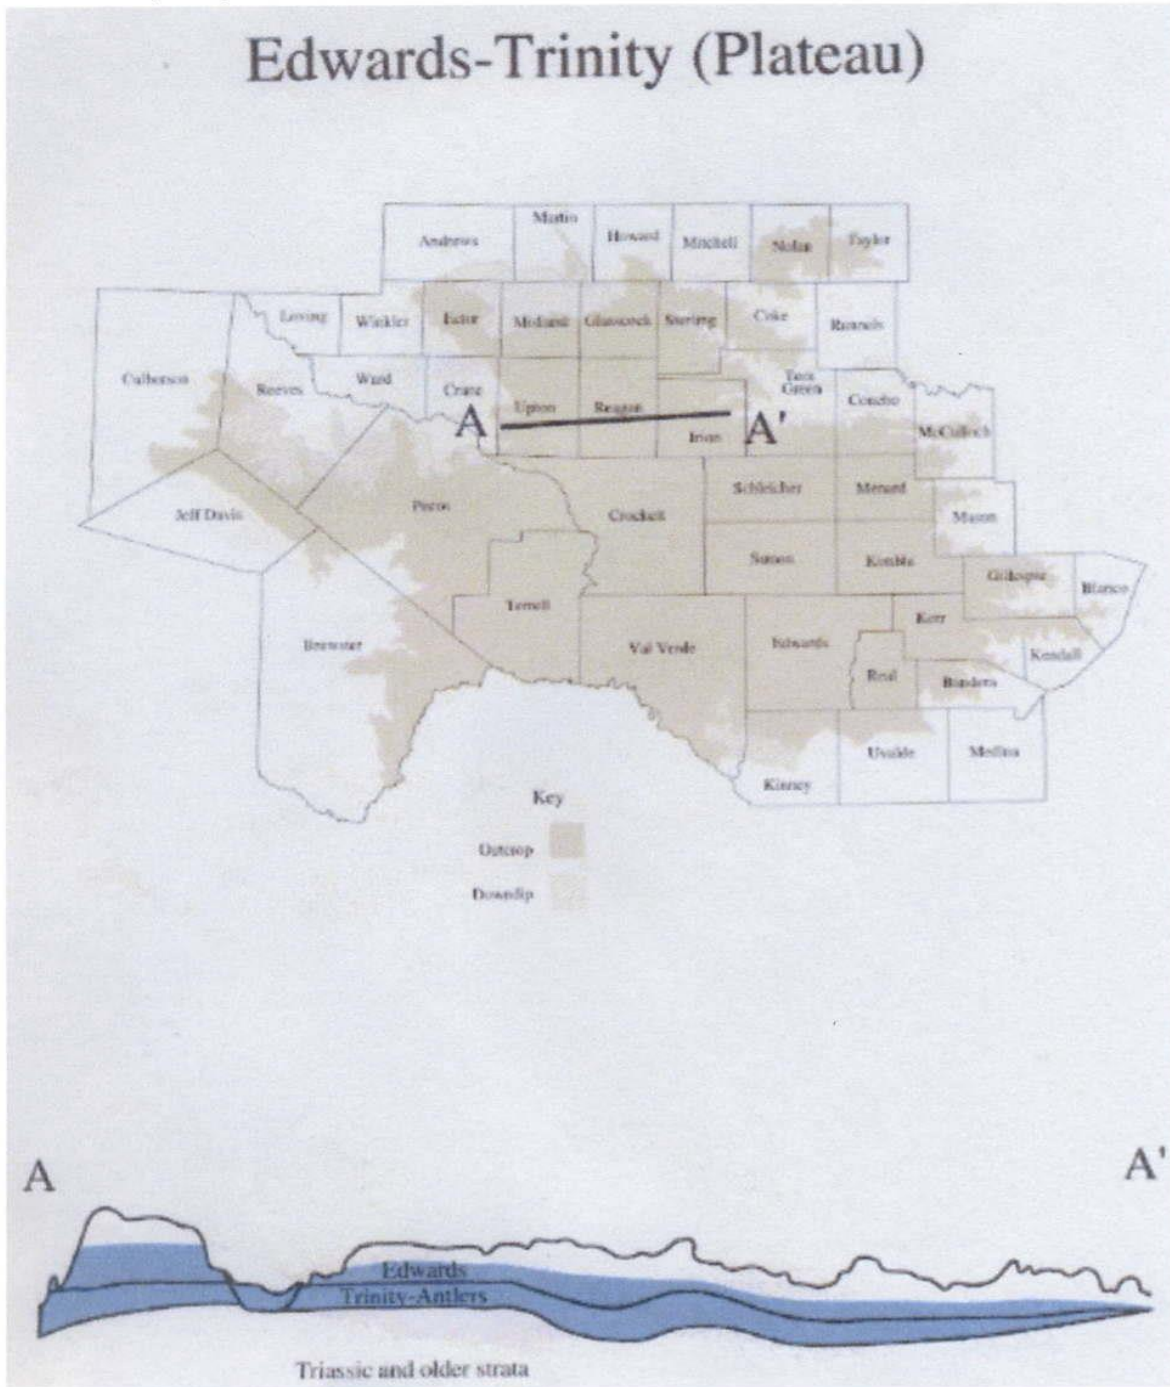 Edwards-Trinity (Plateau)
Andrews Martin Howard Mitchell Nolan Taylor
Loving Winkler Ector Midland Glasscock Sterling Coke Runnels
Culberson Reeves Ward Crane Tom Green Concho
A Upton Reagan Irion A' McCulloch
Jeff Davis Pecos Crockett Schleicher Menard Mason
Sutton Kimble Gillespie Blanco
Terrell Kerr
Brewster Val Verde Edwards Real Bandera Kendall
Kinney Uvalde Medina
Key
Outcrop
Downdip
A A'
Edwards
Trinity-Antlers
Triassic and older strata